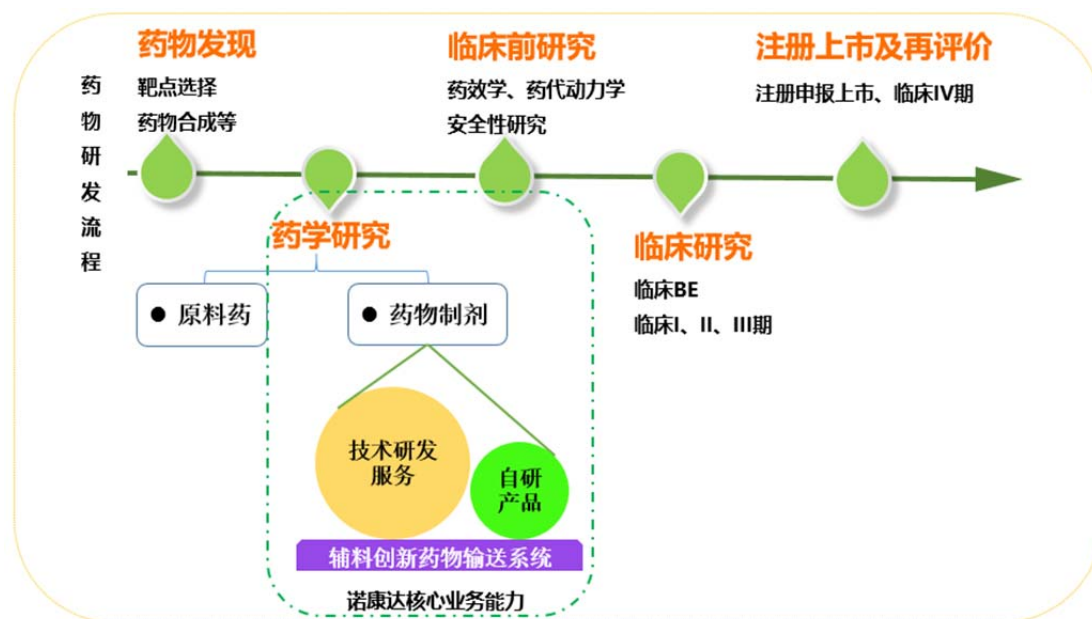 药物研发流程
药物发现
靶点选择
药物合成等
临床前研究
药效学、药代动力学
安全性研究
注册上市及再评价
注册申报上市、临床IV期
药学研究
● 原料药
● 药物制剂
临床研究
临床BE
临床I、II、III期
技术研发
服务
自研
产品
辅料创新药物输送系统
诺康达核心业务能力